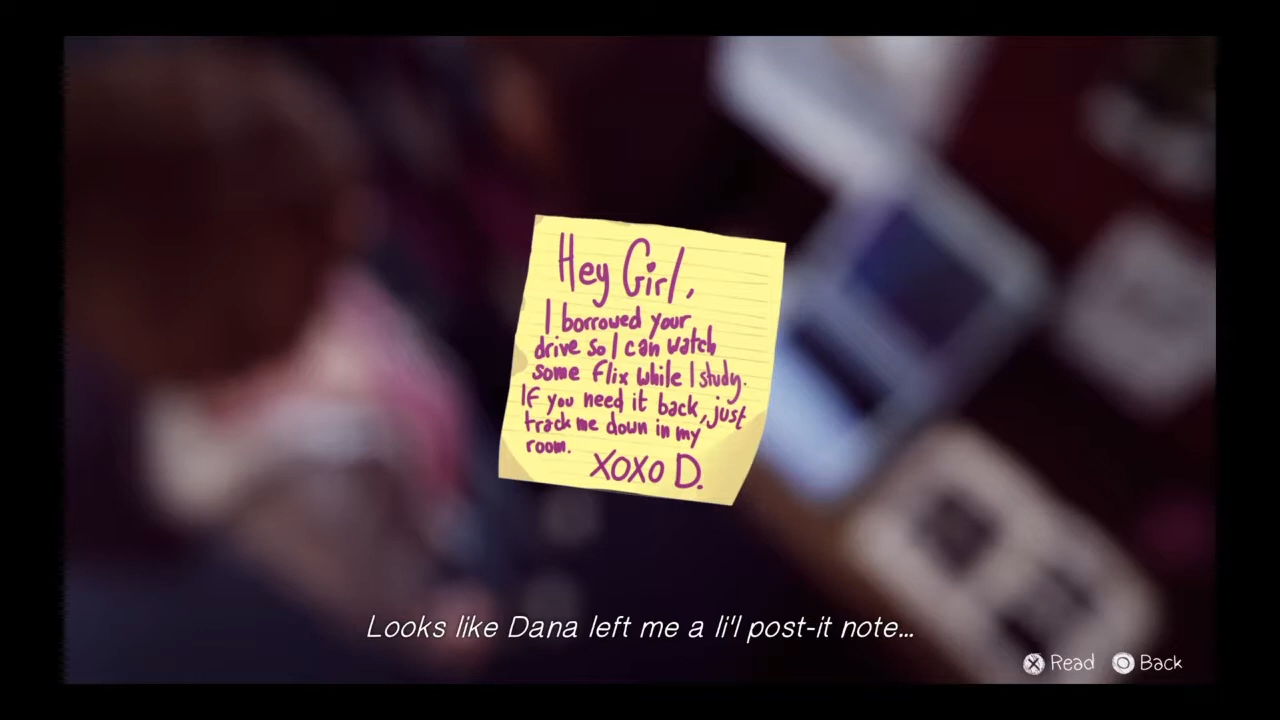 Hey Girl,
I borrowed your
drive so I can watch
some flix while I study.
If you need it back, just
track me down in my
room.
XOXO D.
Looks like Dana left me a li'l post-it note...
Read
Back